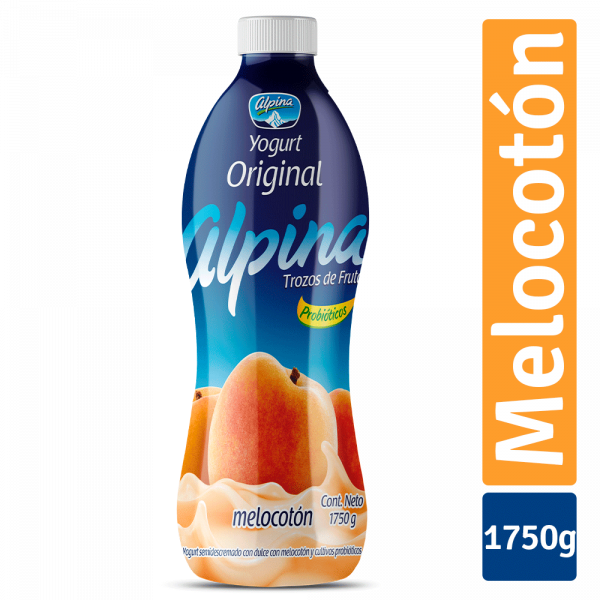 alpina
Yogurt
Original
alpina
Trozos de Fruta
Probióticos
Cont. Neto
1750 g
melocotón
Yogurt semidescremado con dulce con melocotón y cultivos probióticos
Melocotón
1750g